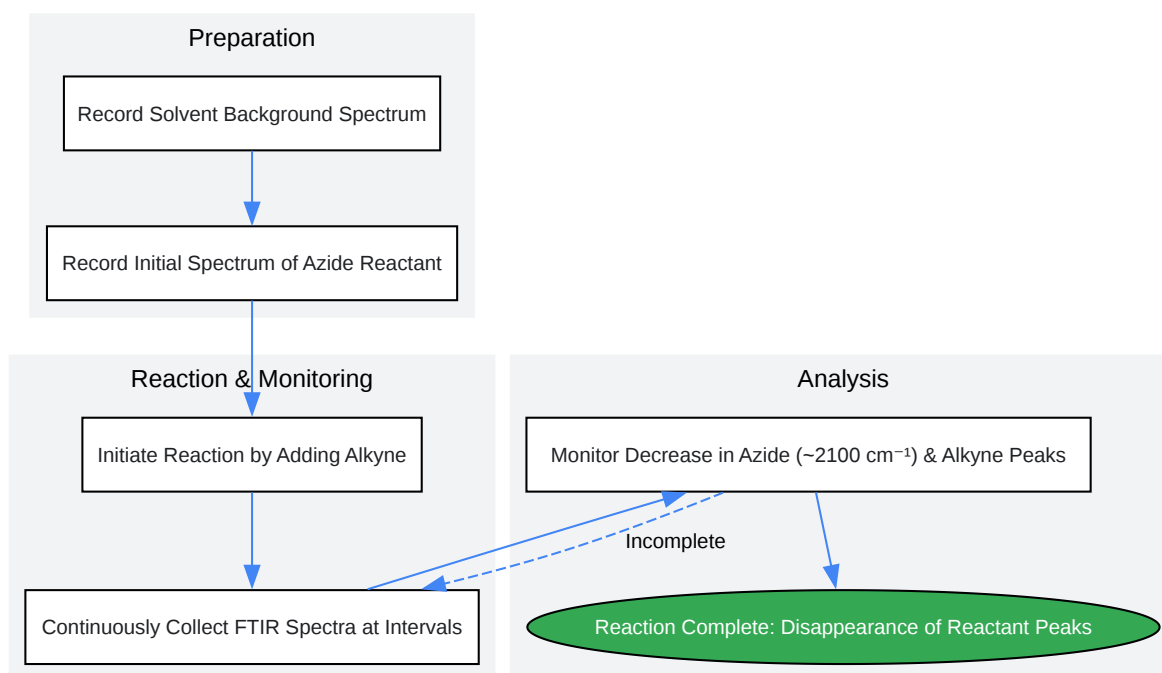 Preparation
Record Solvent Background Spectrum
Record Initial Spectrum of Azide Reactant
Reaction & Monitoring
Initiate Reaction by Adding Alkyne
Continuously Collect FTIR Spectra at Intervals
Analysis
Monitor Decrease in Azide (~2100 cm⁻¹) & Alkyne Peaks
Incomplete
Reaction Complete: Disappearance of Reactant Peaks